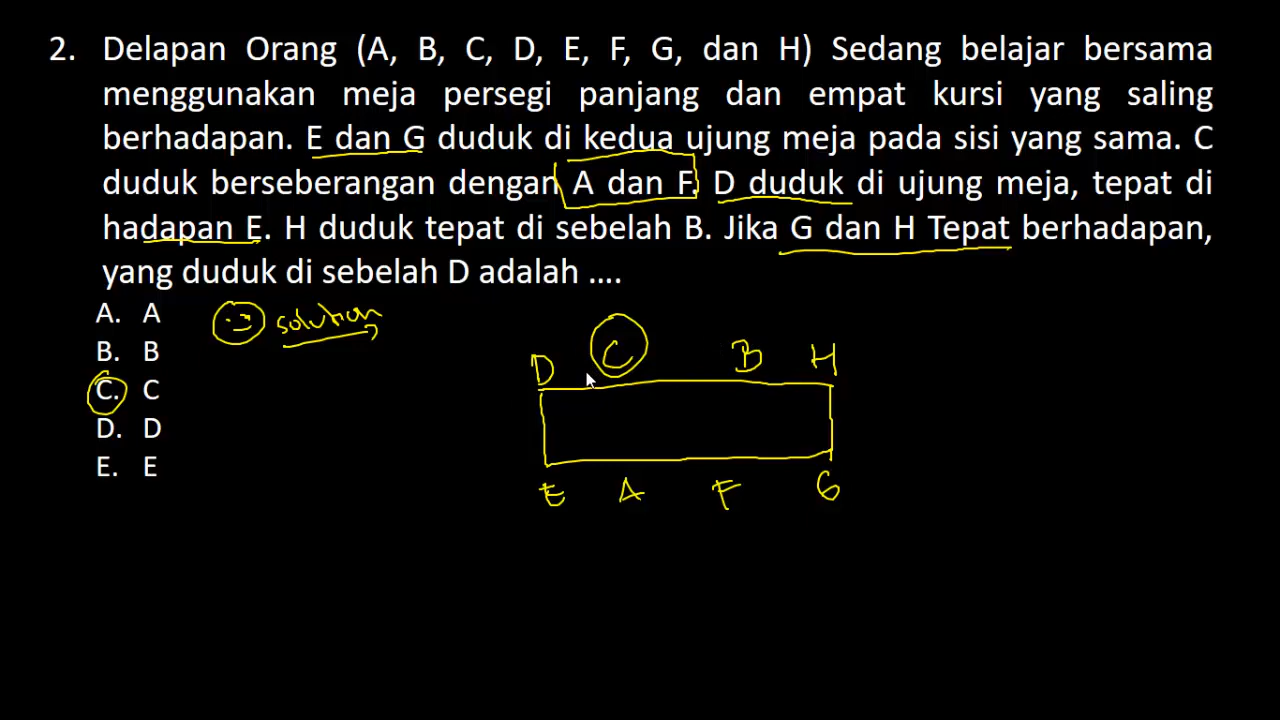 2. Delapan Orang (A, B, C, D, E, F, G, dan H) Sedang belajar bersama
menggunakan meja persegi panjang dan empat kursi yang saling
berhadapan. E dan G duduk di kedua ujung meja pada sisi yang sama. C
duduk berseberangan dengan A dan F. D duduk di ujung meja, tepat di
hadapan E. H duduk tepat di sebelah B. Jika G dan H Tepat berhadapan,
yang duduk di sebelah D adalah ....
A. A
B. B
C. C
D. D
E. E
solution
D C B H
E A F G